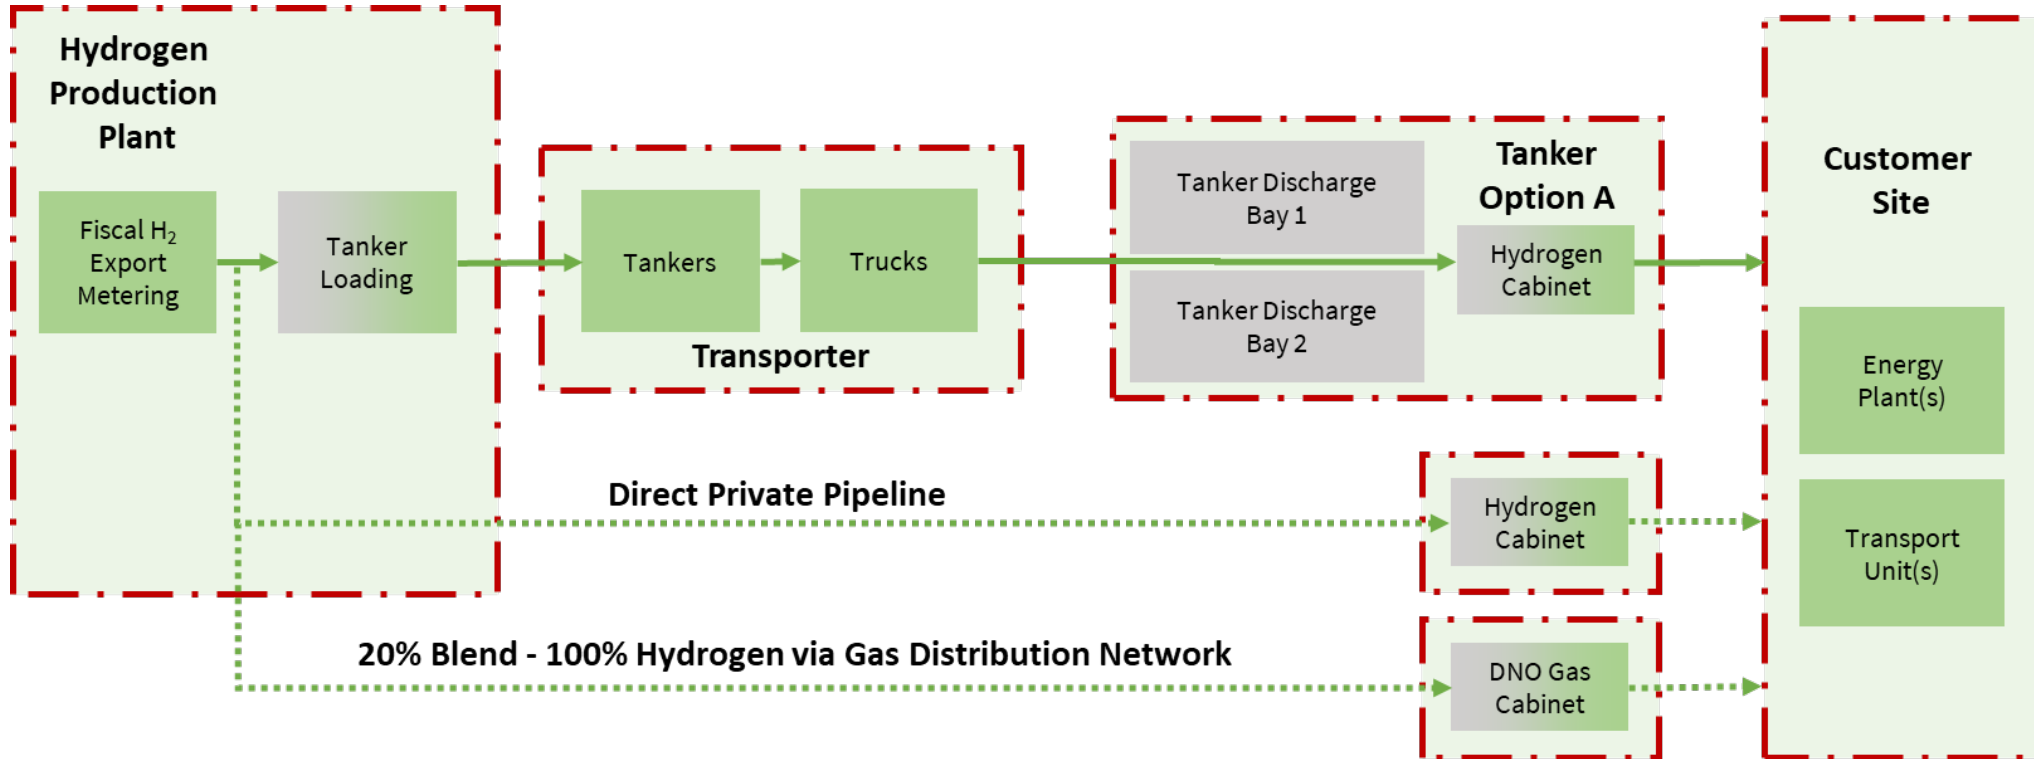 Hydrogen
Production
Plant
Fiscal H₂
Export
Metering
Tanker
Loading
Tankers
Trucks
Transporter
Tanker Discharge
Bay 1
Tanker Discharge
Bay 2
Tanker
Option A
Hydrogen
Cabinet
Customer
Site
Energy
Plant(s)
Transport
Unit(s)
Direct Private Pipeline
Hydrogen
Cabinet
20% Blend - 100% Hydrogen via Gas Distribution Network
DNO Gas
Cabinet